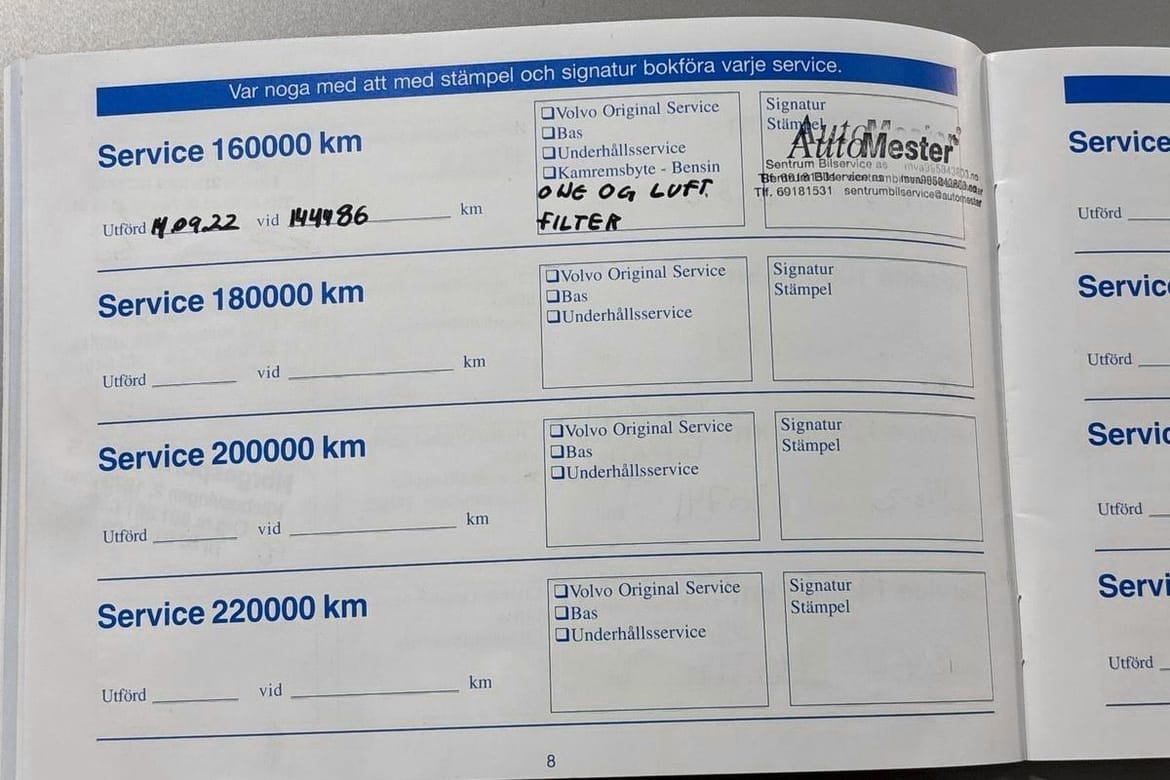 Var noga med att med stämpel och signatur bokföra varje service.
Service 160000 km
❏Volvo Original Service
❏Bas
❏Underhållsservice
❏Kamremsbyte - Bensin
OLJE OG LUFT
FILTER
Signatur
Stämpel
AutoMester
Sentrum Bilservice as
Tlf. 69181531 sentrumbilservice@automester
Utförd 09.22 vid 144486 km
Service 180000 km
❏Volvo Original Service
❏Bas
❏Underhållsservice
Signatur
Stämpel
Utförd vid km
Service 200000 km
❏Volvo Original Service
❏Bas
❏Underhållsservice
Signatur
Stämpel
Utförd vid km
Service 220000 km
❏Volvo Original Service
❏Bas
❏Underhållsservice
Signatur
Stämpel
Utförd vid km
8
Service
Utförd
Servic
Utförd
Servic
Utförd
Servi
Utförd